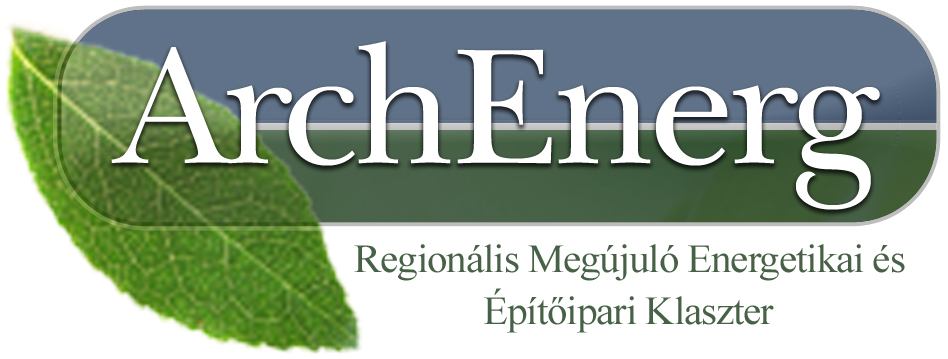 ArchEnerg
Regionális Megújuló Energetikai és
Építőipari Klaszter